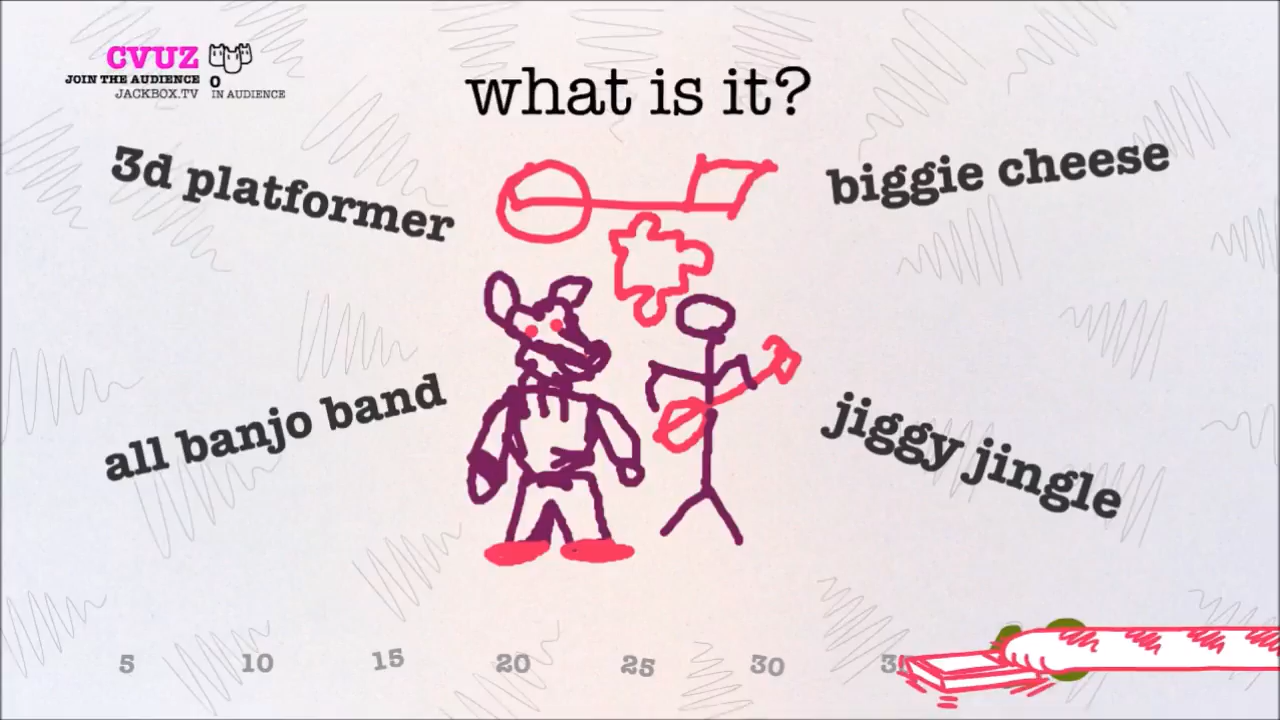 CVUZ
JOIN THE AUDIENCE
JACKBOX.TV
0
IN AUDIENCE
what is it?
3d platformer
biggie cheese
all banjo band
jiggy jingle
5 10 15 20 25 30